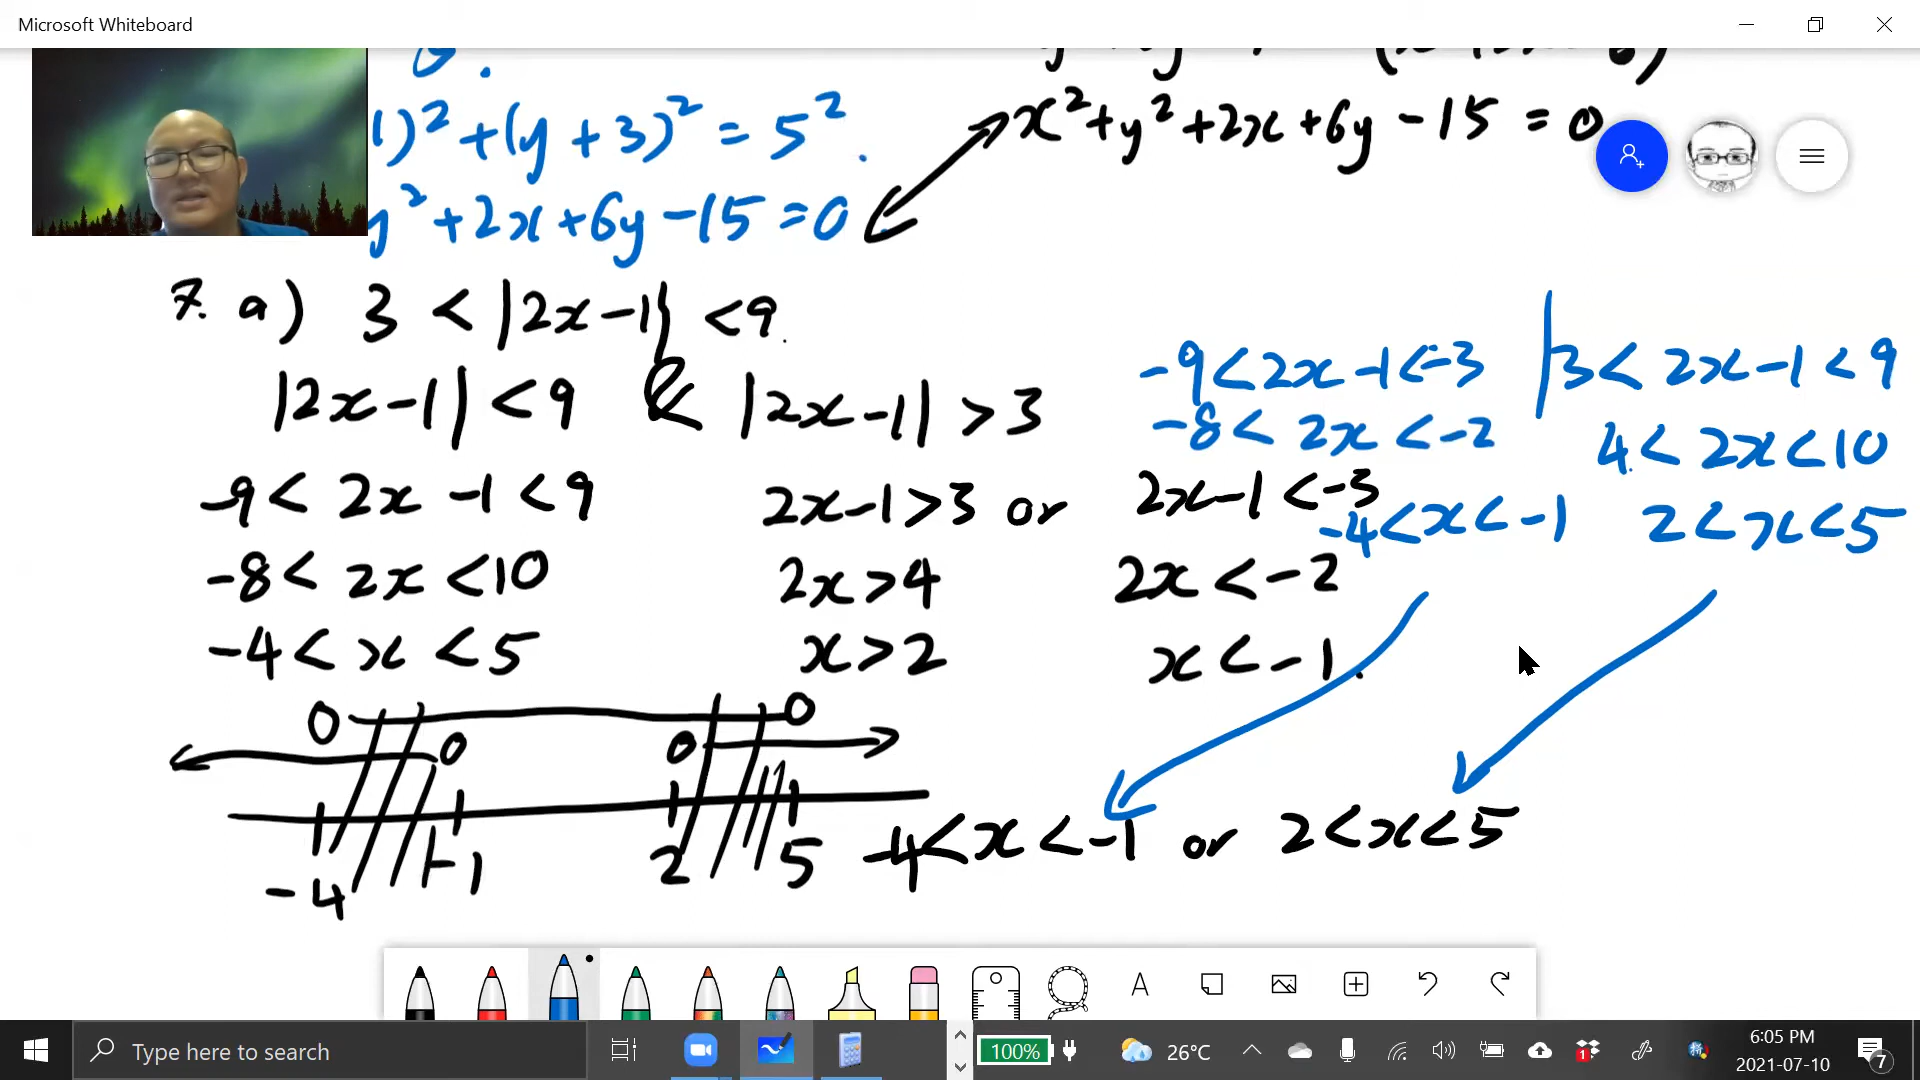 Microsoft Whiteboard
1)² + (y + 3)² = 5².
y² + 2x + 6y - 15 = 0
x² + y² + 2x + 6y - 15 = 0
7. a) 3 < |2x - 1| < 9.
|2x - 1| < 9 & |2x - 1| > 3
-9 < 2x - 1 < 9
-8 < 2x < 10
-4 < x < 5
2x - 1 > 3 or 2x - 1 < -3
2x > 4
x > 2
2x < -2
x < -1.
-9 < 2x - 1 < -3
-8 < 2x < -2
-4 < x < -1
3 < 2x - 1 < 9
4 < 2x < 10
2 < x < 5
-4 -1 2 5
-4 < x < -1 or 2 < x < 5
Type here to search
100%
26°C
1
6:05 PM
2021-07-10
7